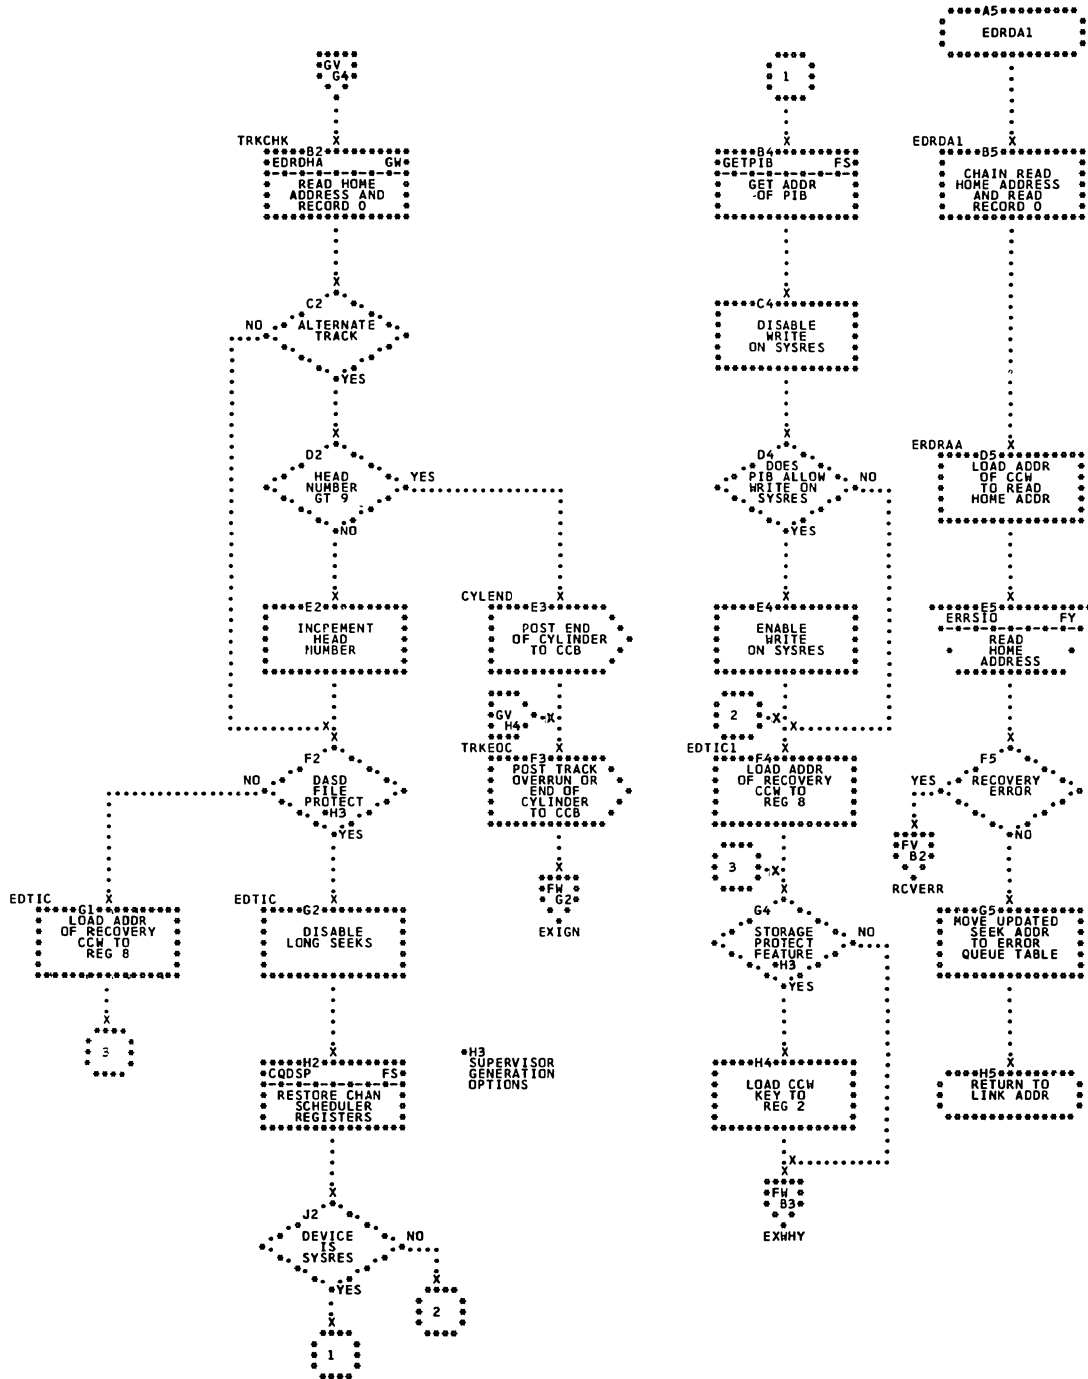 A5
EDRDA1
GV
G4
TRKCHK
B2
EDRDHA GW
READ HOME
ADDRESS AND
RECORD 0
C2
NO
ALTERNATE
TRACK
YES
D2
HEAD
NUMBER
GT 9
YES
NO
E2
INCPEMENT
HEAD
NUMBER
CYLEND
E3
POST END
OF CYLINDER
TO CCB
GV
H4
F2
NO
DASD
FILE
PROTECT
*H3
YES
TRKEOC
F3
POST TRACK
OVERRUN OR
END OF
CYLINDER
TO CCB
FW
G2
EXIGN
EDTIC
G1
LOAD ADDR
OF RECOVERY
CCW TO
REG 8
3
EDTIC
G2
DISABLE
LONG SEEKS
H2
CQDSP FS
RESTORE CHAN
SCHEDULER
REGISTERS
*H3
SUPERVISOR
GENERATION
OPTIONS
J2
DEVICE
IS
SYSRES
NO
YES
2
1
1
B4
GETPIB FS
GET ADDR
OF PIB
C4
DISABLE
WRITE
ON SYSRES
D4
DOES
PIB ALLOW
WRITE ON
SYSRES
NO
YES
E4
ENABLE
WRITE
ON SYSRES
2
EDTIC1
F4
LOAD ADDR
OF RECOVERY
CCW TO
REG 8
3
G4
STORAGE
PROTECT
FEATURE
*H3
NO
YES
H4
LOAD CCW
KEY TO
REG 2
FW
B3
EXWHY
EDRDA1
B5
CHAIN READ
HOME ADDRESS
AND READ
RECORD 0
ERDRAA
D5
LOAD ADDR
OF CCW
TO READ
HOME ADDR
E5
ERRSIO FY
READ
HOME
ADDRESS
F5
YES
RECOVERY
ERROR
NO
FV
B2
RCVERR
G5
MOVE UPDATED
SEEK ADDR
TO ERROR
QUEUE TABLE
H5
RETURN TO
LINK ADDR